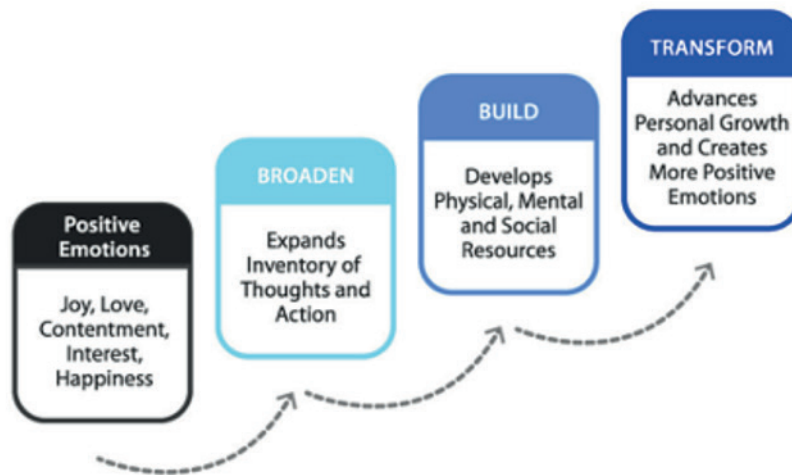 Positive
Emotions
Joy, Love,
Contentment,
Interest,
Happiness
BROADEN
Expands
Inventory of
Thoughts and
Action
BUILD
Develops
Physical, Mental
and Social
Resources
TRANSFORM
Advances
Personal Growth
and Creates
More Positive
Emotions